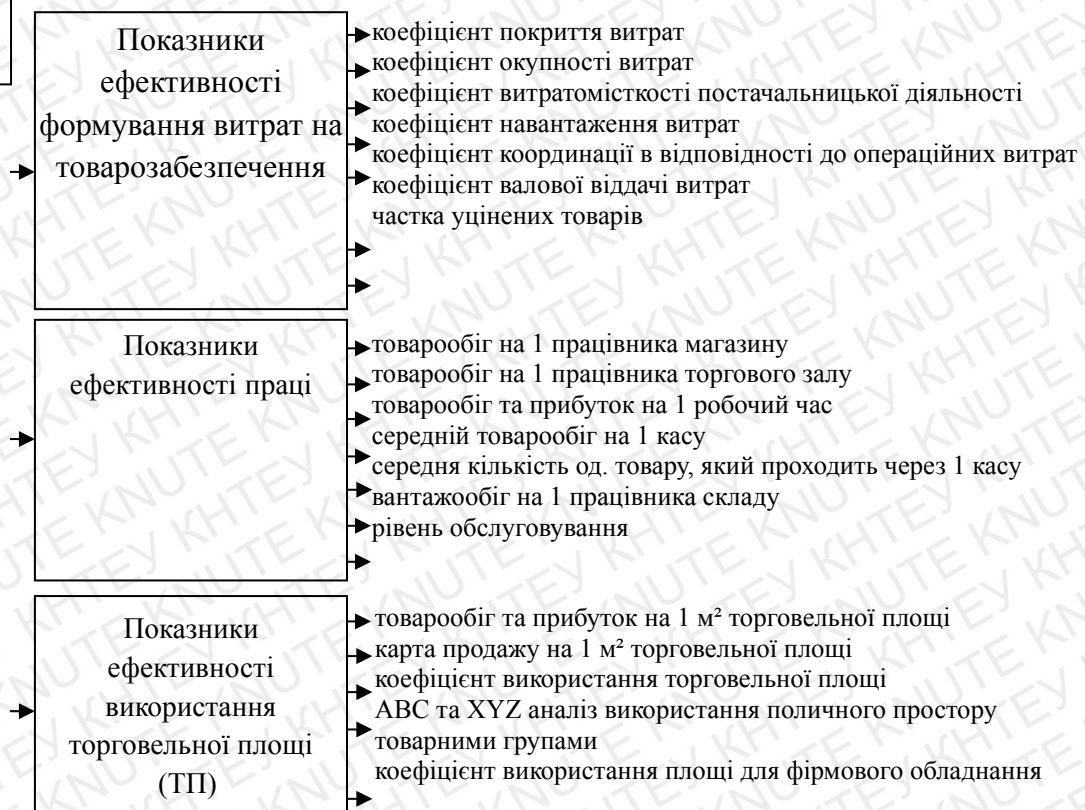 Показники
ефективності
формування витрат на
товарозабезпечення
коефіцієнт покриття витрат
коефіцієнт окупності витрат
коефіцієнт витратомісткості постачальницької діяльності
коефіцієнт навантаження витрат
коефіцієнт координації в відповідності до операційних витрат
коефіцієнт валової віддачі витрат
частка уцінених товарів
Показники
ефективності праці
товарообіг на 1 працівника магазину
товарообіг на 1 працівника торгового залу
товарообіг та прибуток на 1 робочий час
середній товарообіг на 1 касу
середня кількість од. товару, який проходить через 1 касу
вантажообіг на 1 працівника складу
рівень обслуговування
Показники
ефективності
використання
торговельної площі
(ТП)
товарообіг та прибуток на 1 м² торговельної площі
карта продажу на 1 м² торговельної площі
коефіцієнт використання торговельної площі
АВС та XYZ аналіз використання поличного простору
товарними групами
коефіцієнт використання площі для фірмового обладнання